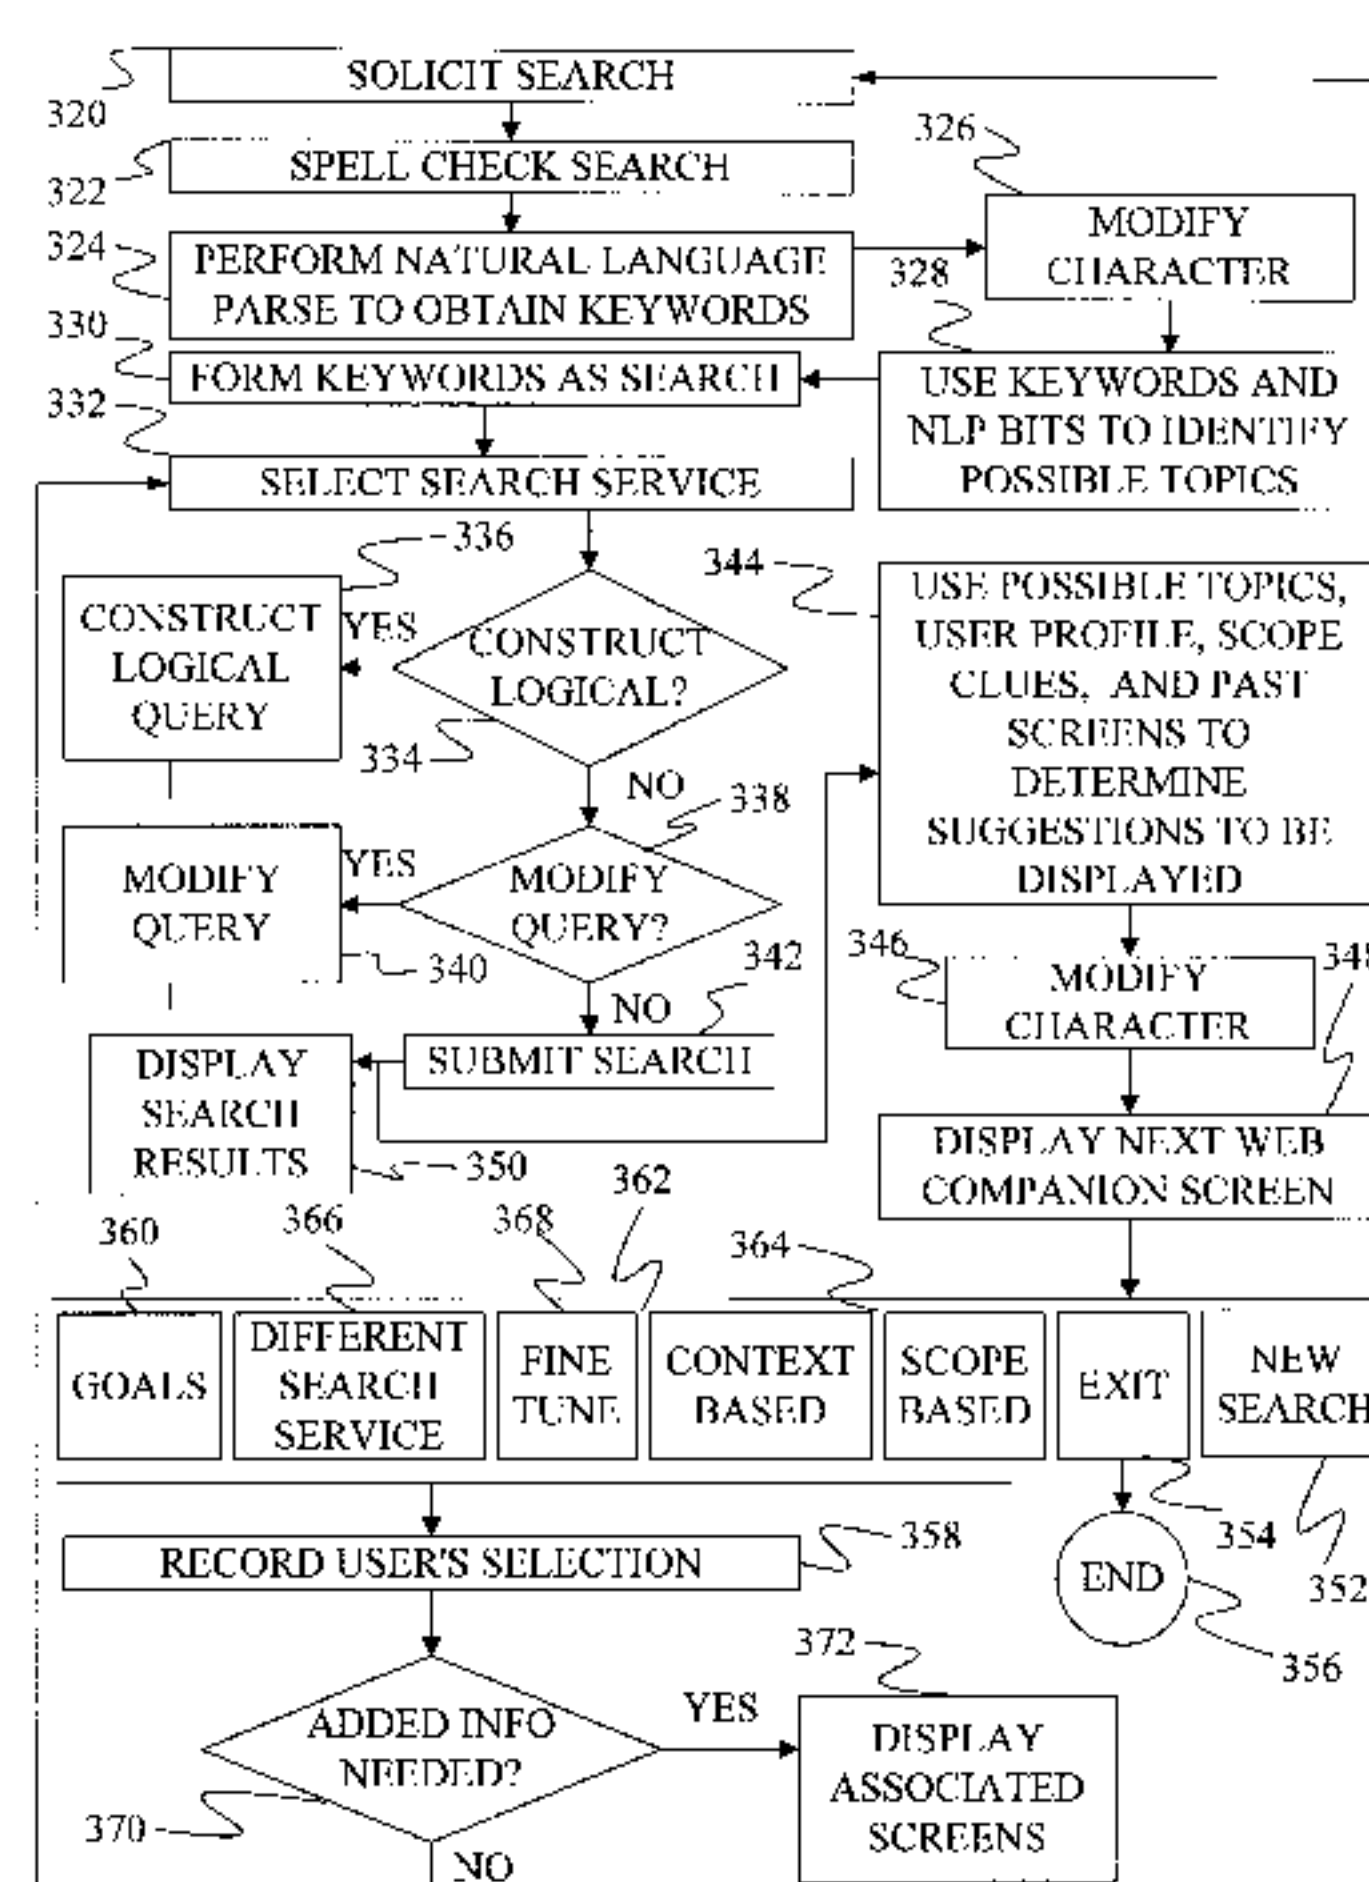 SOLICIT SEARCH
320
SPELL CHECK SEARCH
322
326
MODIFY
CHARACTER
324
PERFORM NATURAL LANGUAGE
PARSE TO OBTAIN KEYWORDS
328
330
FORM KEYWORDS AS SEARCH
USE KEYWORDS AND
NLP BITS TO IDENTIFY
POSSIBLE TOPICS
332
SELECT SEARCH SERVICE
336
CONSTRUCT
LOGICAL
QUERY
YES
CONSTRUCT
LOGICAL?
334
NO
344
USE POSSIBLE TOPICS,
USER PROFILE, SCOPE
CLUES, AND PAST
SCREENS TO
DETERMINE
SUGGESTIONS TO BE
DISPLAYED
338
MODIFY
QUERY
YES
MODIFY
QUERY?
340
NO
342
346
MODIFY
CHARACTER
348
DISPLAY
SEARCH
RESULTS
SUBMIT SEARCH
350
DISPLAY NEXT WEB
COMPANION SCREEN
360
366
368
362
364
GOALS
DIFFERENT
SEARCH
SERVICE
FINE
TUNE
CONTEXT
BASED
SCOPE
BASED
EXIT
NEW
SEARCH
RECORD USER'S SELECTION
358
END
354
352
356
372
ADDED INFO
NEEDED?
YES
DISPLAY
ASSOCIATED
SCREENS
370
NO